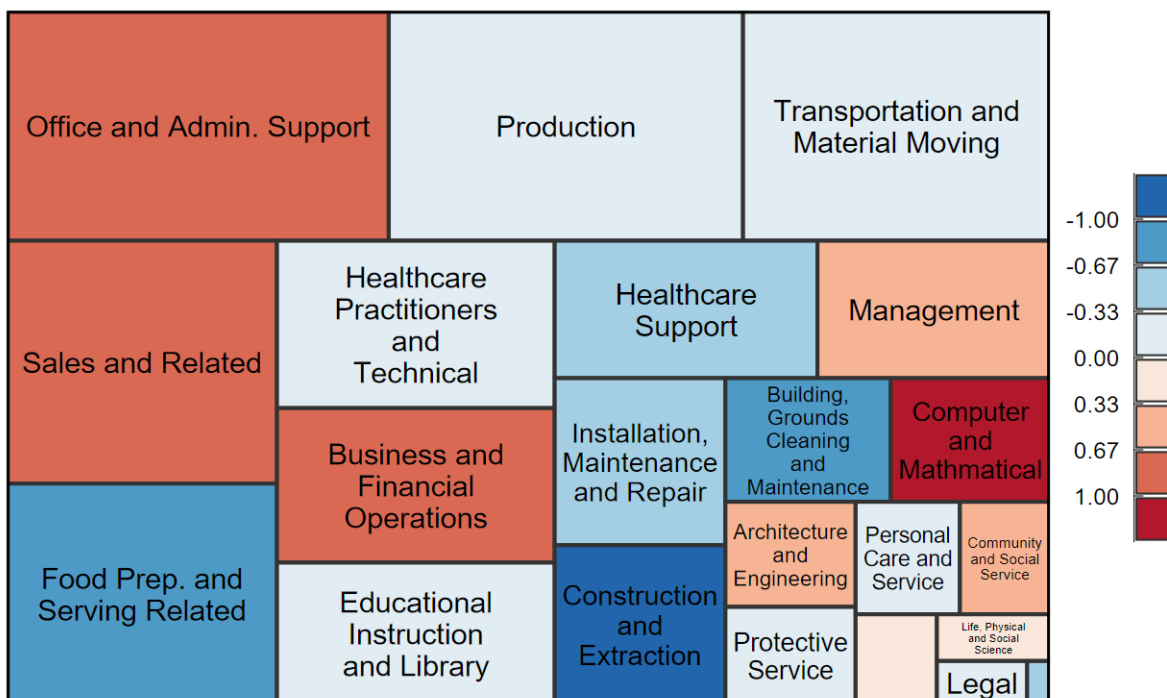 Office and Admin. Support
Production
Transportation and
Material Moving
Sales and Related
Healthcare
Practitioners
and
Technical
Healthcare
Support
Management
Business and
Financial
Operations
Installation,
Maintenance
and Repair
Building,
Grounds
Cleaning
and
Maintenance
Computer
and
Mathmatical
Food Prep. and
Serving Related
Educational
Instruction
and Library
Construction
and
Extraction
Architecture
and
Engineering
Personal
Care and
Service
Community
and Social
Service
Protective
Service
Life, Physical
and Social
Science
Legal
-1.00
-0.67
-0.33
0.00
0.33
0.67
1.00